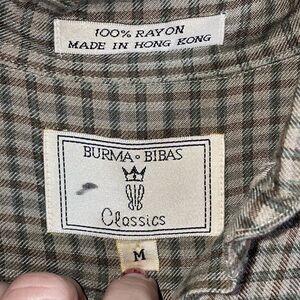 100% RAYON
MADE IN HONG KONG
BURMA • BIBAS
Classics
M